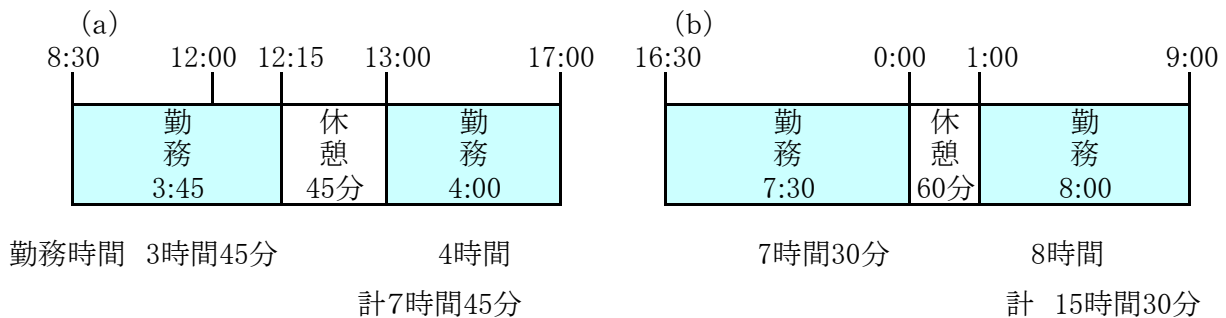 (a)
8:30 12:00 12:15 13:00 17:00
勤務
3:45
休憩
45分
勤務
4:00
勤務時間 3時間45分 4時間
計7時間45分
(b)
16:30 0:00 1:00 9:00
勤務
7:30
休憩
60分
勤務
8:00
7時間30分 8時間
計 15時間30分